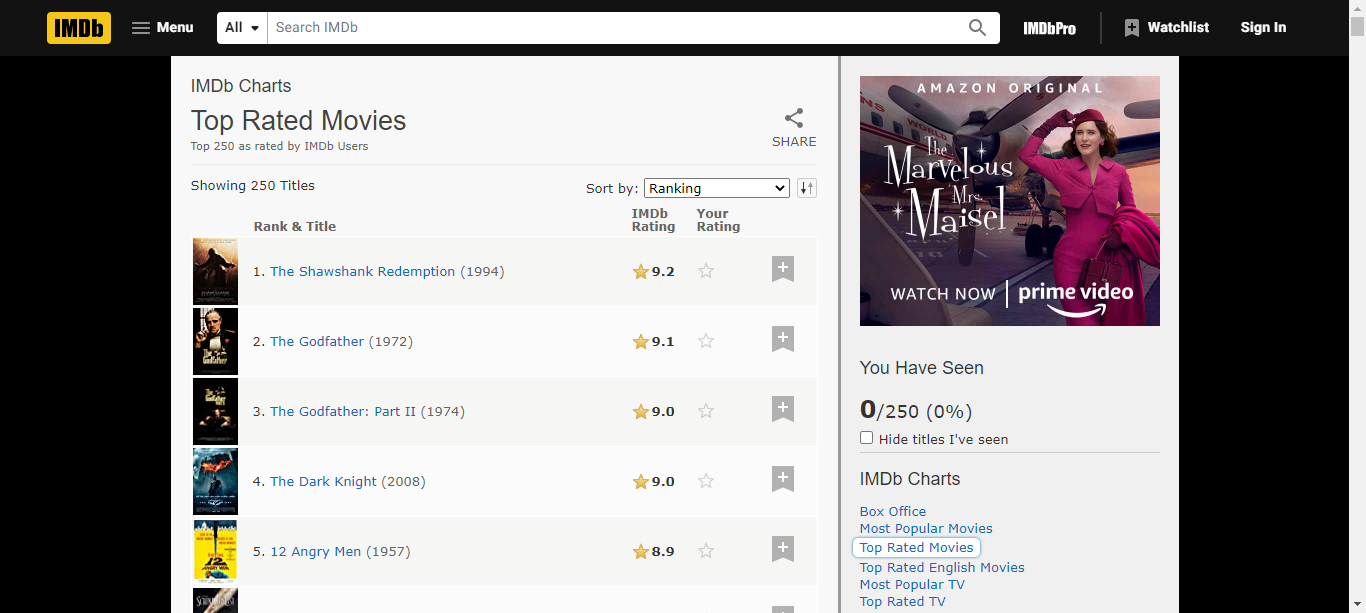 IMDb
Menu
All
Search IMDb
IMDbPro
Watchlist
Sign In
IMDb Charts
Top Rated Movies
Top 250 as rated by IMDb Users
SHARE
Showing 250 Titles
Sort by: Ranking
Rank & Title
IMDb Rating
Your Rating
1. The Shawshank Redemption (1994) 9.2
2. The Godfather (1972) 9.1
3. The Godfather: Part II (1974) 9.0
4. The Dark Knight (2008) 9.0
5. 12 Angry Men (1957) 8.9
AMAZON ORIGINAL
WORLD
The
Marvelous
Mrs.
Maisel
WATCH NOW
prime video
You Have Seen
0/250 (0%)
Hide titles I've seen
IMDb Charts
Box Office
Most Popular Movies
Top Rated Movies
Top Rated English Movies
Most Popular TV
Top Rated TV